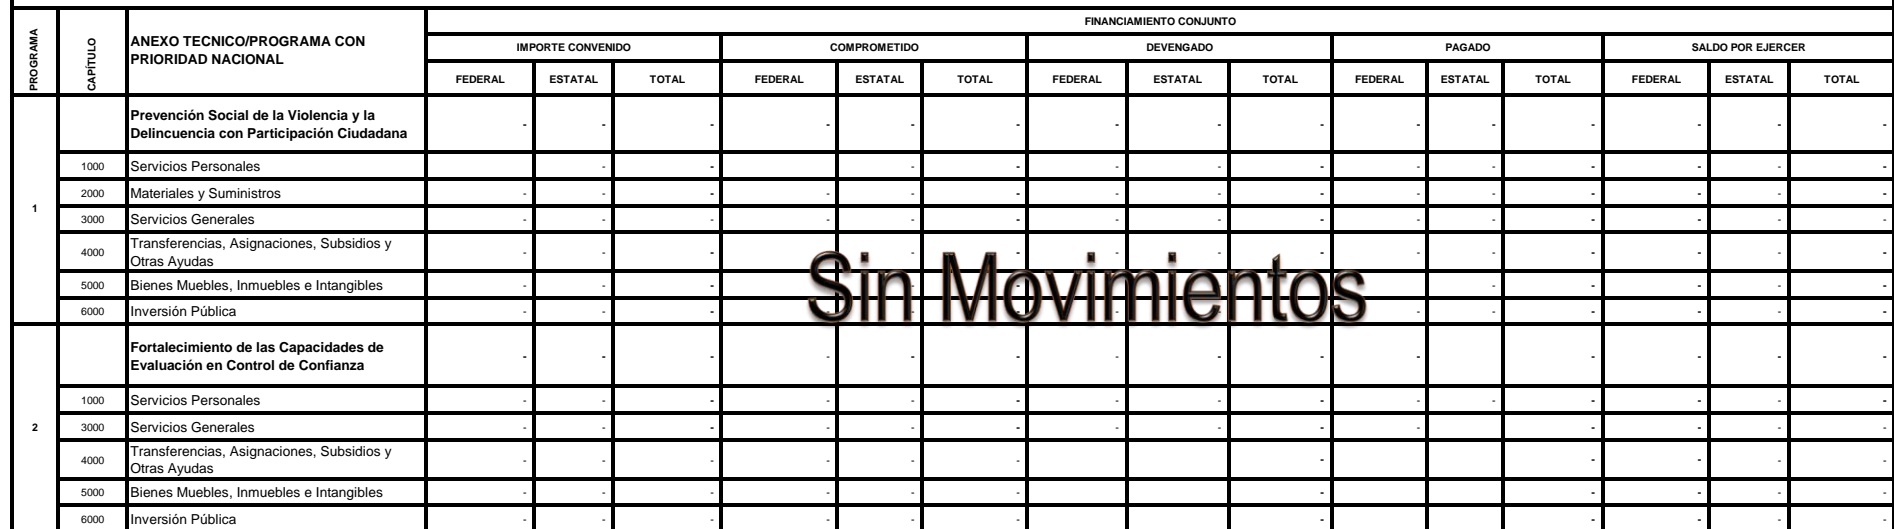 FINANCIAMIENTO CONJUNTO
PROGRAMA CAPÍTULO ANEXO TECNICO/PROGRAMA CON
PRIORIDAD NACIONAL
IMPORTE CONVENIDO COMPROMETIDO DEVENGADO PAGADO SALDO POR EJERCER
FEDERAL ESTATAL TOTAL FEDERAL ESTATAL TOTAL FEDERAL ESTATAL TOTAL FEDERAL ESTATAL TOTAL FEDERAL ESTATAL TOTAL
Prevención Social de la Violencia y la
Delincuencia con Participación Ciudadana - - - - - - - - - - - - - - -
1000 Servicios Personales - - - - - - - - - - - - -
2000 Materiales y Suministros - - - - - - - - - - - - - - -
1
3000 Servicios Generales - - - - - - - - - - - - - - -
4000 Transferencias, Asignaciones, Subsidios y
Otras Ayudas - - - - - - - - - - - - - - -
Sin Movimientos
5000 Bienes Muebles, Inmuebles e Intangibles - - - - - - - - - - - -
6000 Inversión Pública - - - - - - - - - - - -
Fortalecimiento de las Capacidades de
Evaluación en Control de Confianza - - - - - - - - - - - - - -
1000 Servicios Personales - - - - - - - - - - - - - - -
2
3000 Servicios Generales - - - - - - - - - - - - - - -
4000 Transferencias, Asignaciones, Subsidios y
Otras Ayudas - - - - - - - - - - -
5000 Bienes Muebles, Inmuebles e Intangibles - - - - - - - - - - -
6000 Inversión Pública - - - - - - - - - - -